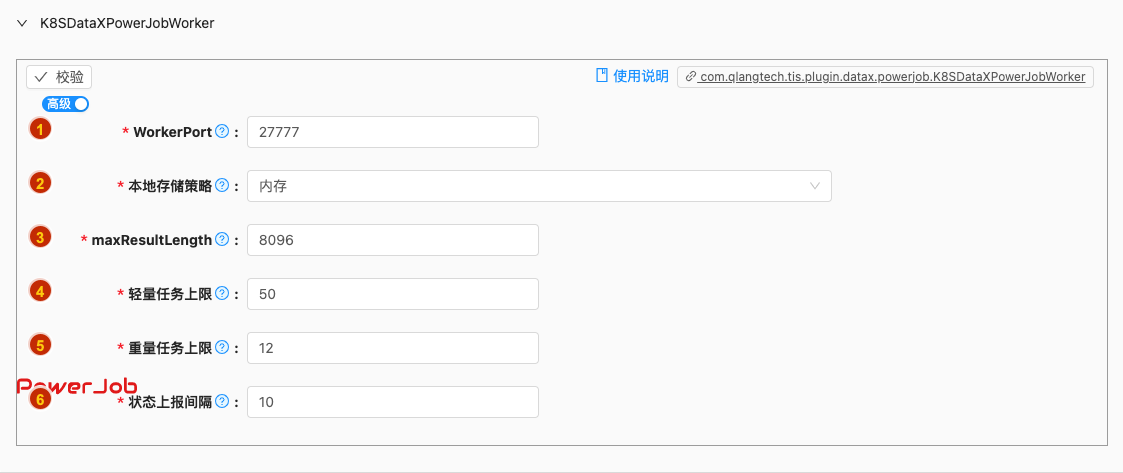 K8SDataXPowerJobWorker
校验 使用说明 com.qlangtech.tis.plugin.datax.powerjob.K8SDataXPowerJobWorker
高级
1 * WorkerPort ? : 27777
2 * 本地存储策略 ? : 内存
3 * maxResultLength ? : 8096
4 * 轻量任务上限 ? : 50
5 * 重量任务上限 ? : 12
PowerJob
6 * 状态上报间隔 ? : 10